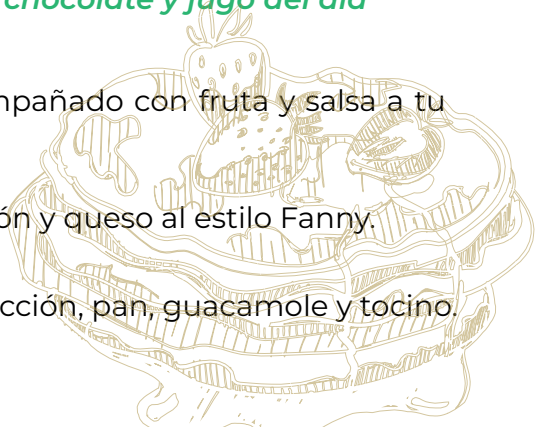 chocolate y jugo del día
mpañado con fruta y salsa a tu
ón y queso al estilo Fanny.
cción, pan, guacamole y tocino.